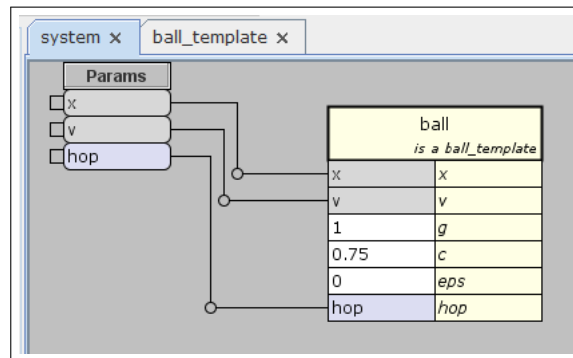 system x ball_template x
Params
x
v
hop
ball
is a ball_template
x x
v v
1 g
0.75 c
0 eps
hop hop